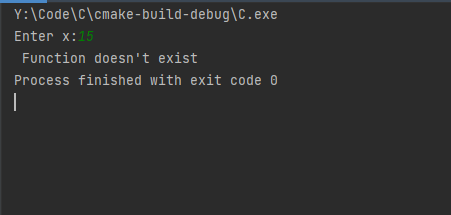 Y:\Code\C\cmake-build-debug\C.exe
Enter x:15
Function doesn't exist
Process finished with exit code 0